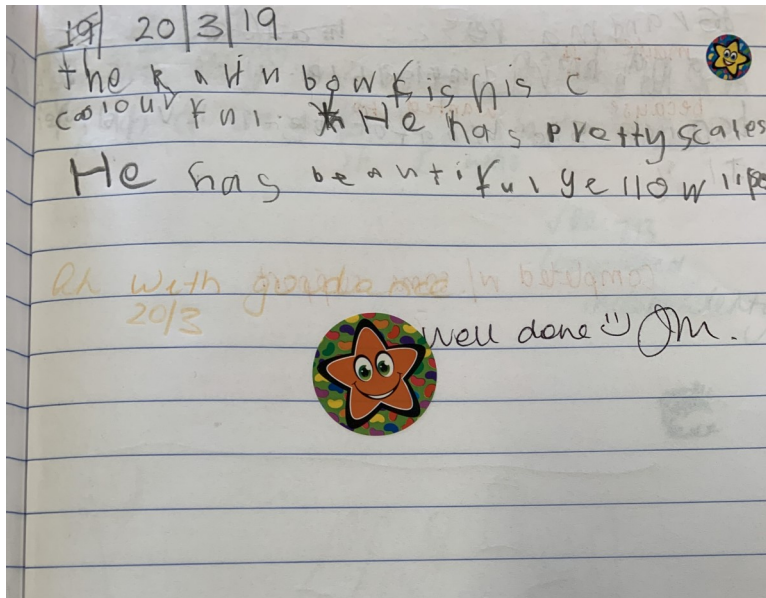 19 20/3/19
the Rainbow fish is c
colourful. He has pretty scales
He has beautiful yellow lips
with
20/3
well done